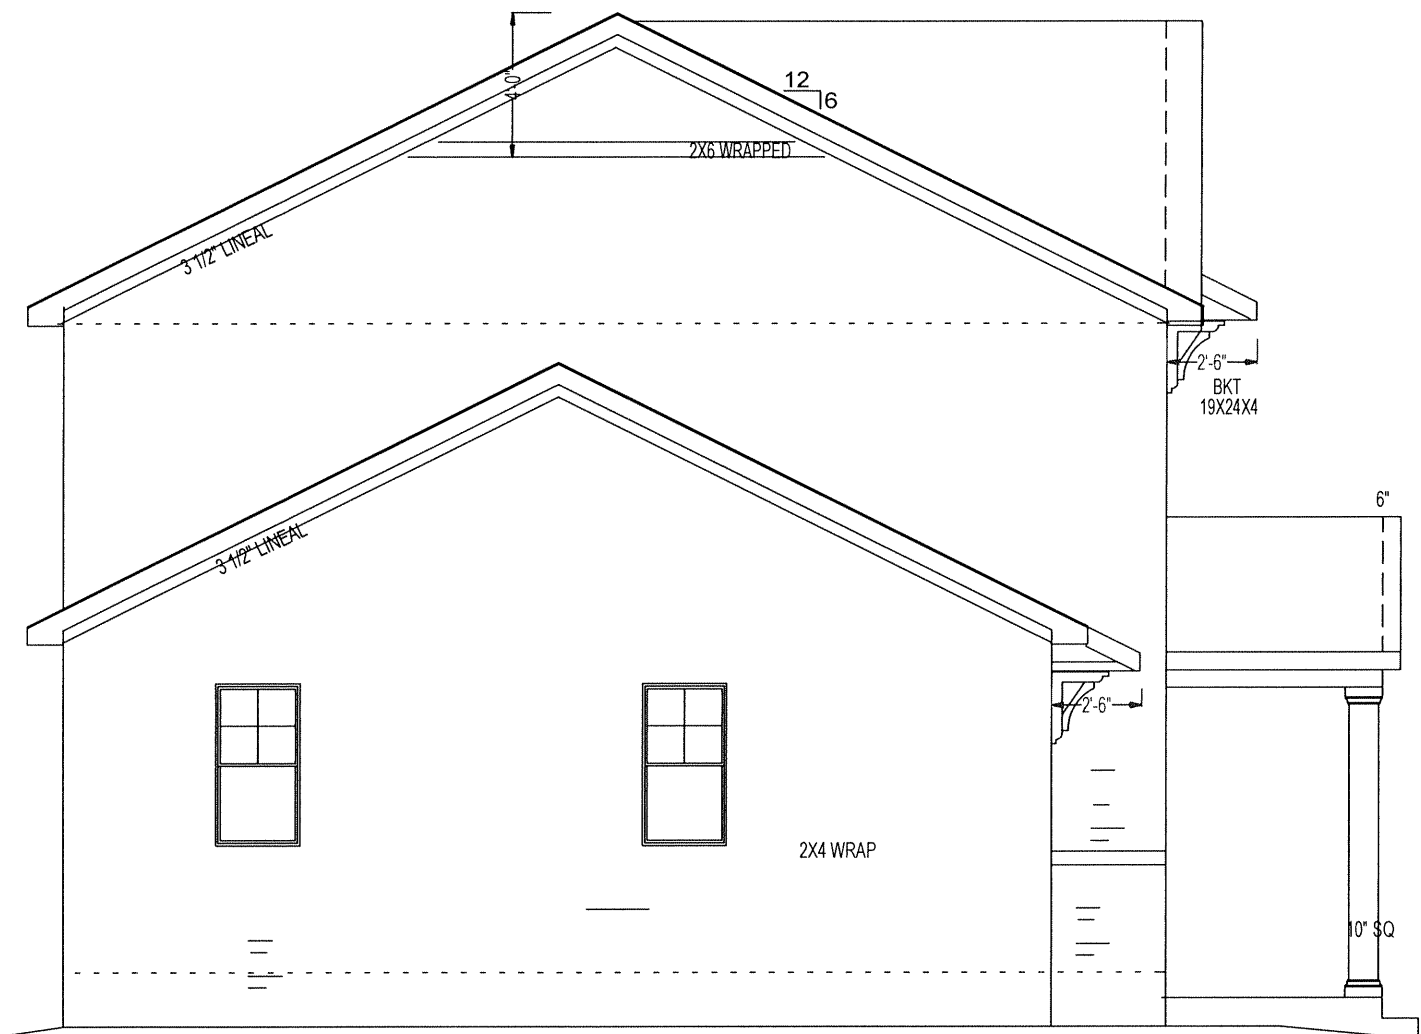 4'-0"
12
6
2X6 WRAPPED
3 1/2" LINEAL
2'-6"
BKT
19X24X4
6"
3 1/2" LINEAL
2'-6"
2X4 WRAP
10" SQ